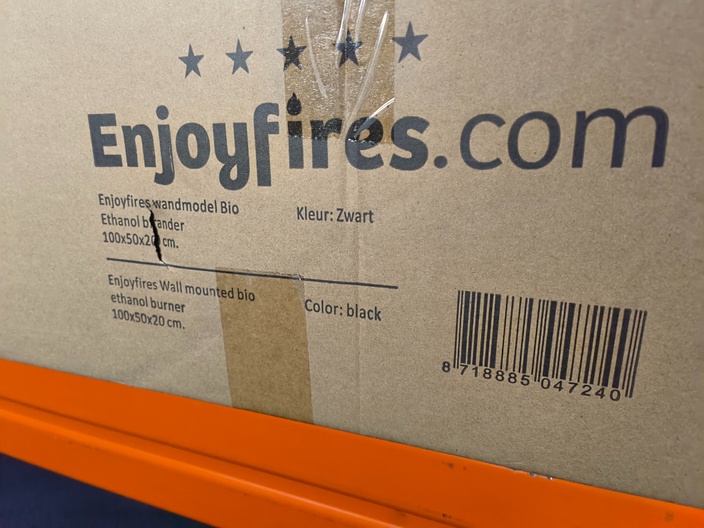 Enjoyfires.com
Enjoyfires wandmodel Bio
Ethanol brander
100x50x20 cm.
Kleur: Zwart
Enjoyfires Wall mounted bio
ethanol burner
100x50x20 cm.
Color: black
8 718885 047240